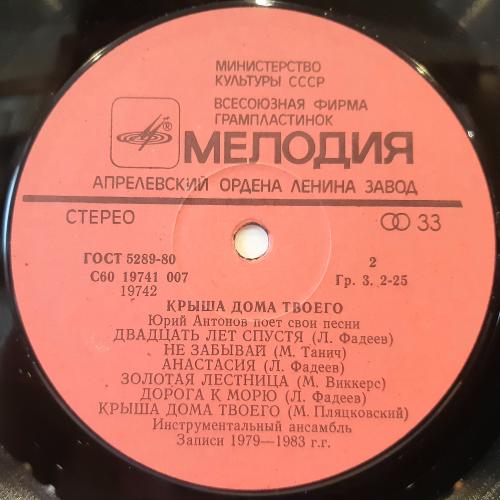 МИНИСТЕРСТВО
КУЛЬТУРЫ СССР
ВСЕСОЮЗНАЯ ФИРМА
ГРАМПЛАСТИНОК
® МЕЛОДИЯ
АПРЕЛЕВСКИЙ ОРДЕНА ЛЕНИНА ЗАВОД
СТЕРЕО 33
ГОСТ 5289-80 2
С60 19741 007 Гр. 3. 2-25
19742
КРЫША ДОМА ТВОЕГО
Юрий Антонов поет свои песни
ДВАДЦАТЬ ЛЕТ СПУСТЯ (Л. Фадеев)
НЕ ЗАБЫВАЙ (М. Танич)
АНАСТАСИЯ (Л. Фадеев)
ЗОЛОТАЯ ЛЕСТНИЦА (М. Виккерс)
ДОРОГА К МОРЮ (Л. Фадеев)
КРЫША ДОМА ТВОЕГО (М. Пляцковский)
Инструментальный ансамбль
Записи 1979—1983 г.г.